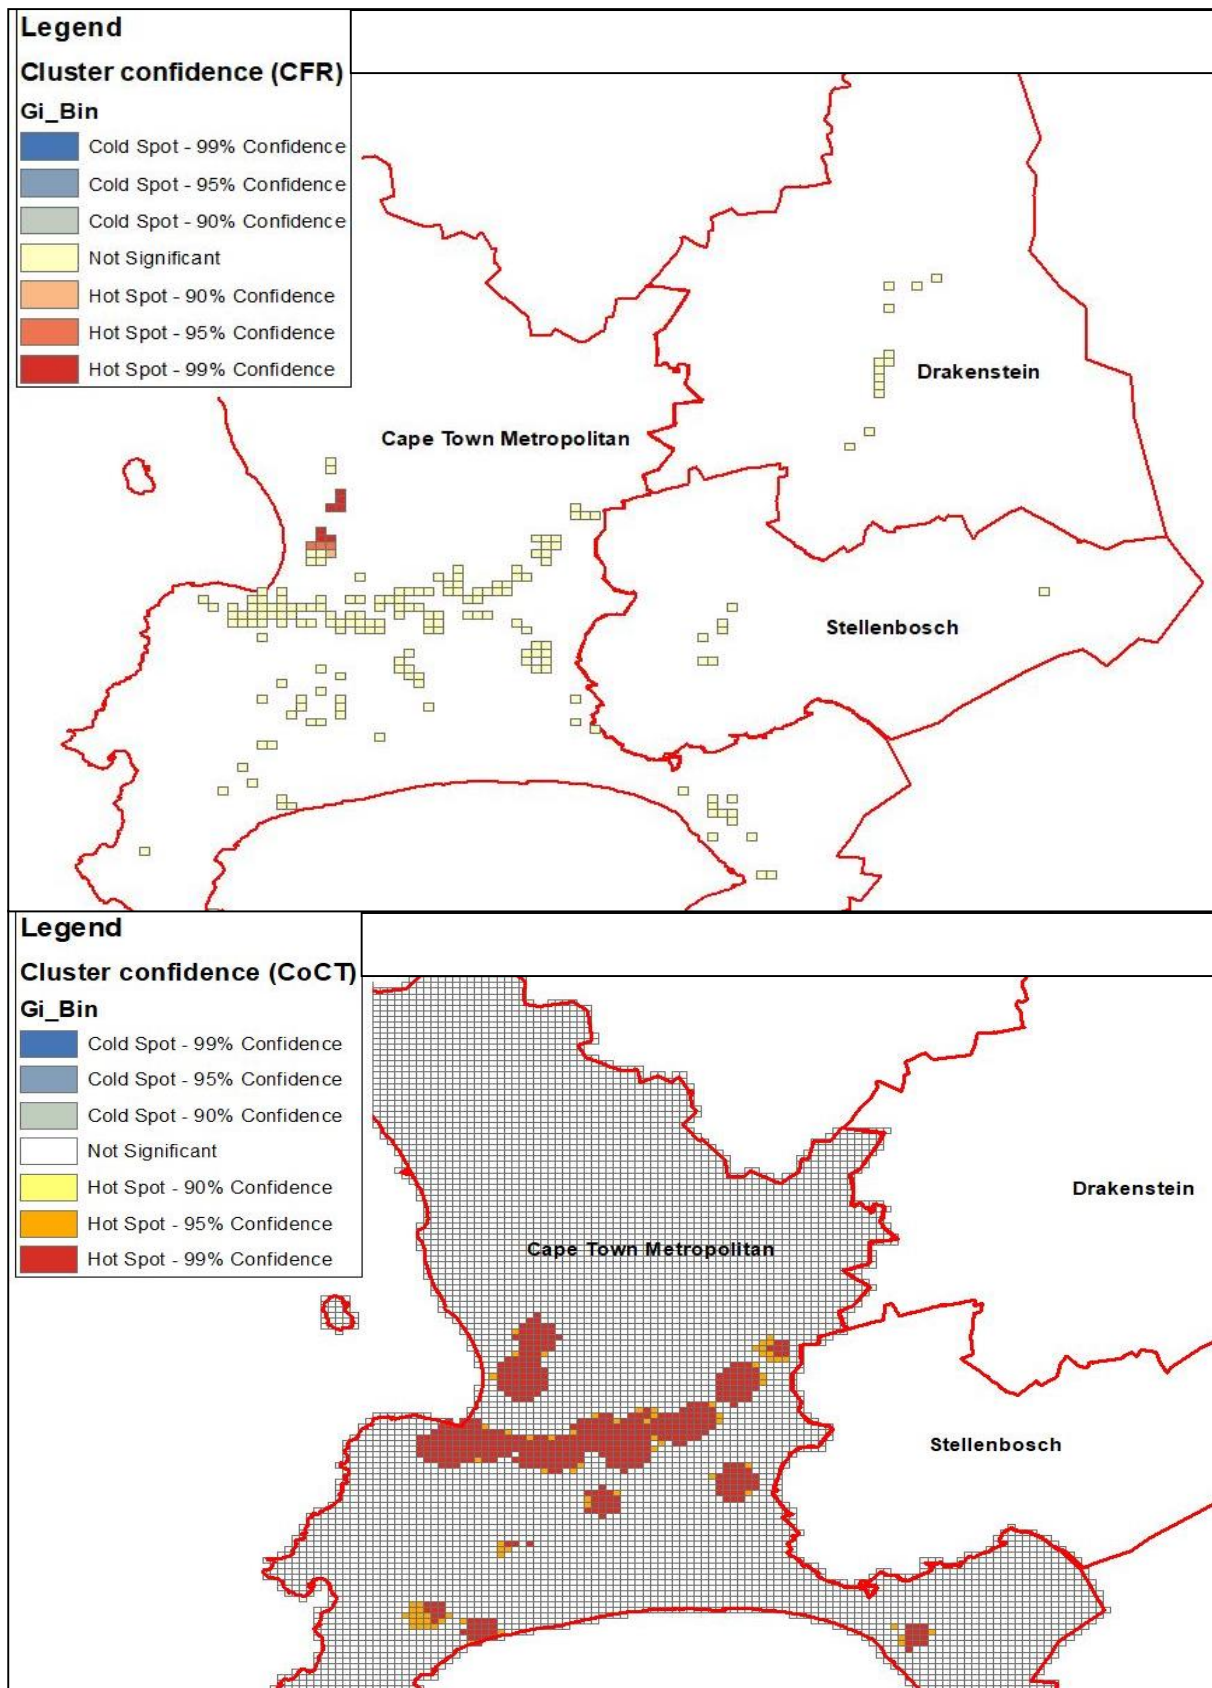 Legend
Cluster confidence (CFR)
Gi_Bin
Cold Spot - 99% Confidence
Cold Spot - 95% Confidence
Cold Spot - 90% Confidence
Not Significant
Hot Spot - 90% Confidence
Hot Spot - 95% Confidence
Hot Spot - 99% Confidence
Drakenstein
Cape Town Metropolitan
Stellenbosch
Legend
Cluster confidence (CoCT)
Gi_Bin
Cold Spot - 99% Confidence
Cold Spot - 95% Confidence
Cold Spot - 90% Confidence
Not Significant
Hot Spot - 90% Confidence
Hot Spot - 95% Confidence
Hot Spot - 99% Confidence
Drakenstein
Cape Town Metropolitan
Stellenbosch